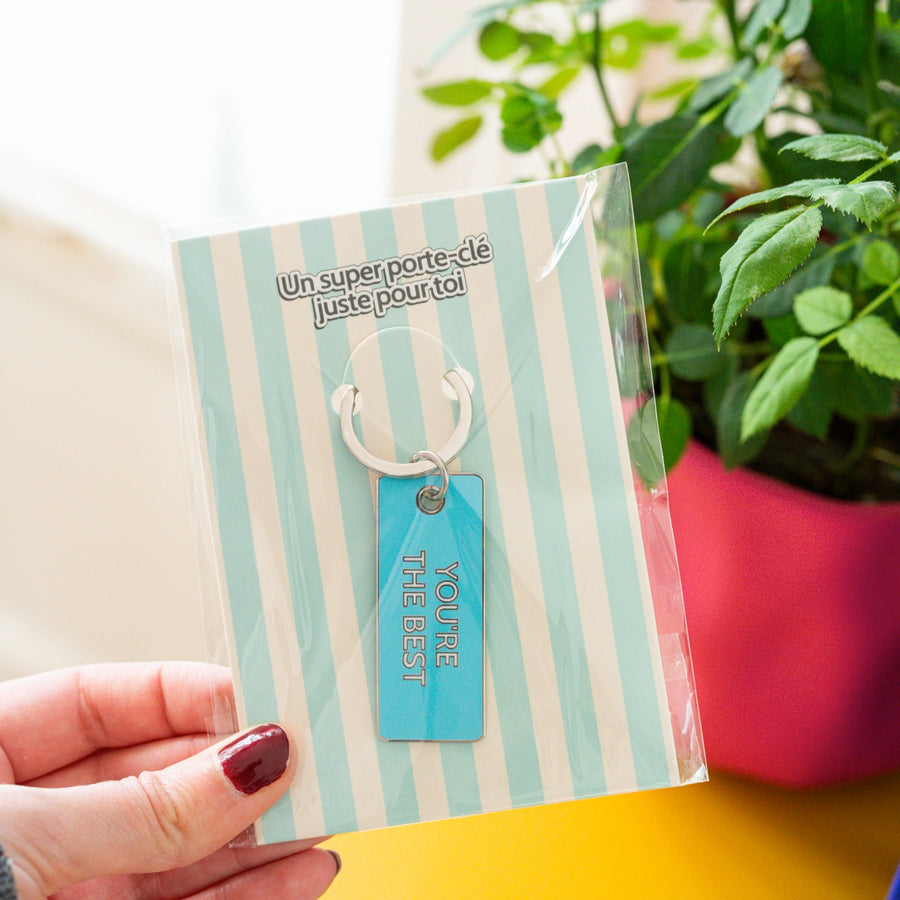 Un super porte-clé
juste pour toi
YOU'RE
THE BEST